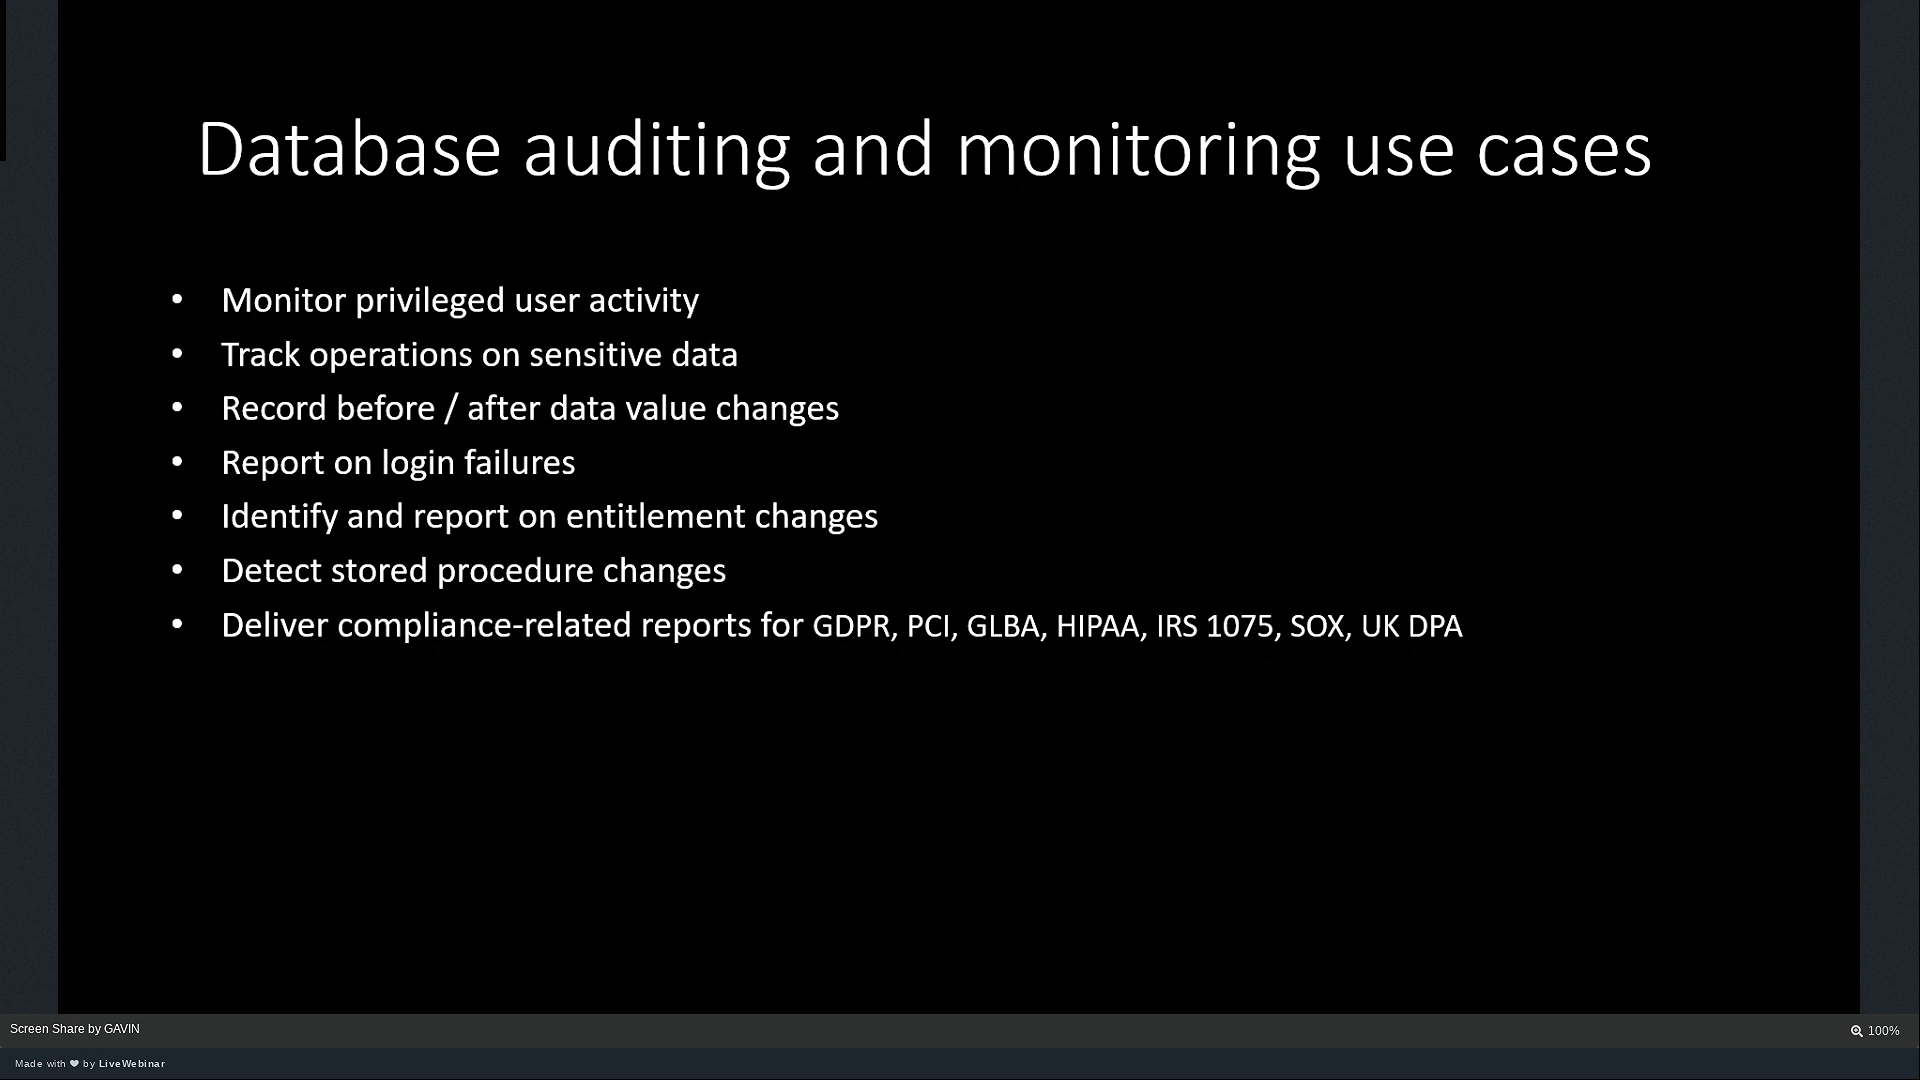 Database auditing and monitoring use cases
• Monitor privileged user activity
• Track operations on sensitive data
• Record before / after data value changes
• Report on login failures
• Identify and report on entitlement changes
• Detect stored procedure changes
• Deliver compliance-related reports for GDPR, PCI, GLBA, HIPAA, IRS 1075, SOX, UK DPA
Screen Share by GAVIN
100%
Made with ❤ by LiveWebinar